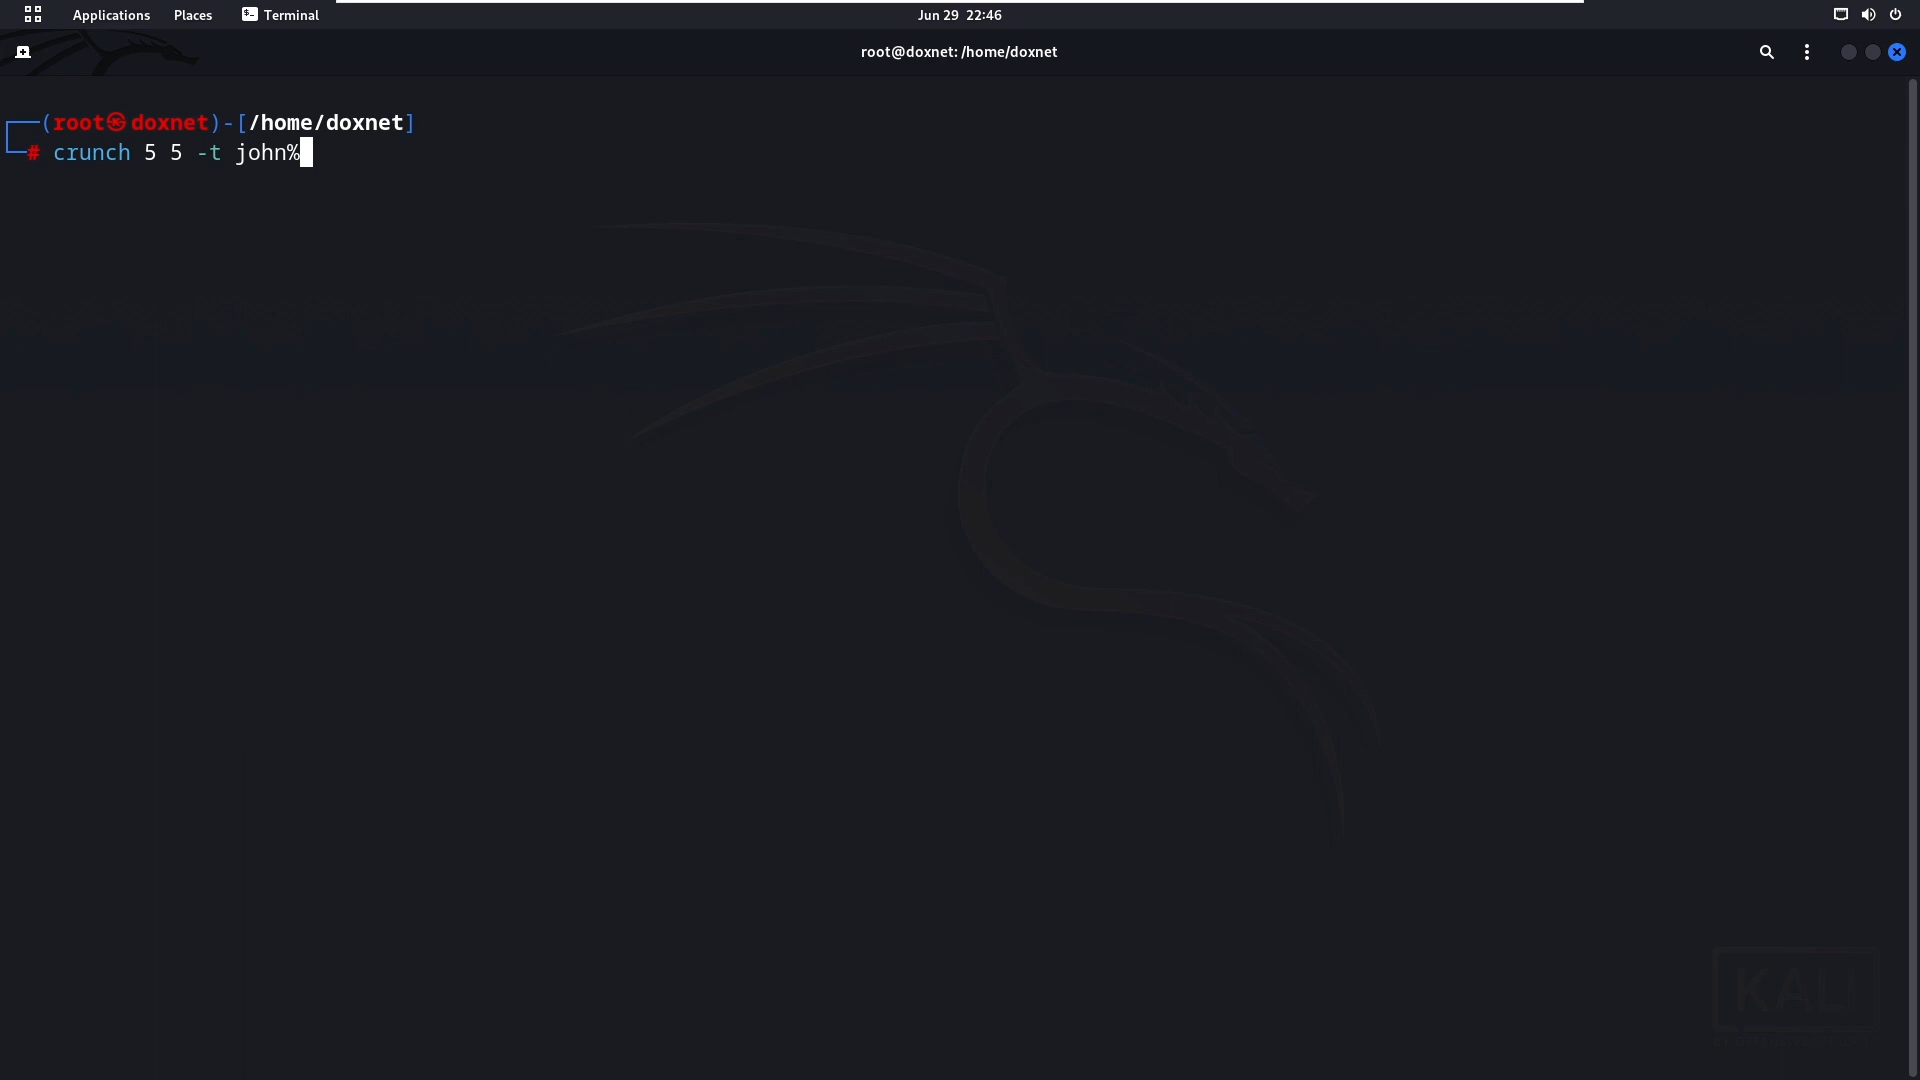 Applications Places Terminal Jun 29 22:46
root@doxnet: /home/doxnet
(root㉿doxnet)-[/home/doxnet]
# crunch 5 5 -t john%
KALI